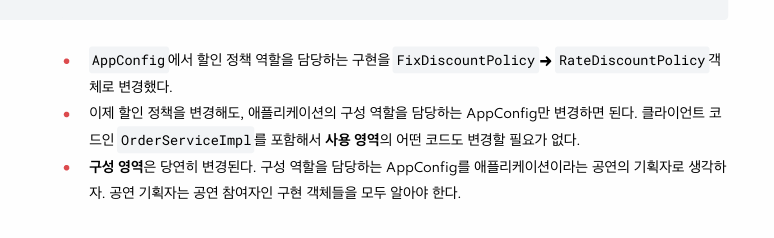 AppConfig에서 할인 정책 역할을 담당하는 구현을 FixDiscountPolicy → RateDiscountPolicy 객
체로 변경했다.
이제 할인 정책을 변경해도, 애플리케이션의 구성 역할을 담당하는 AppConfig만 변경하면 된다. 클라이언트 코
드인 OrderServiceImpl 를 포함해서 사용 영역의 어떤 코드도 변경할 필요가 없다.
구성 영역은 당연히 변경된다. 구성 역할을 담당하는 AppConfig를 애플리케이션이라는 공연의 기획자로 생각하
자. 공연 기획자는 공연 참여자인 구현 객체들을 모두 알아야 한다.